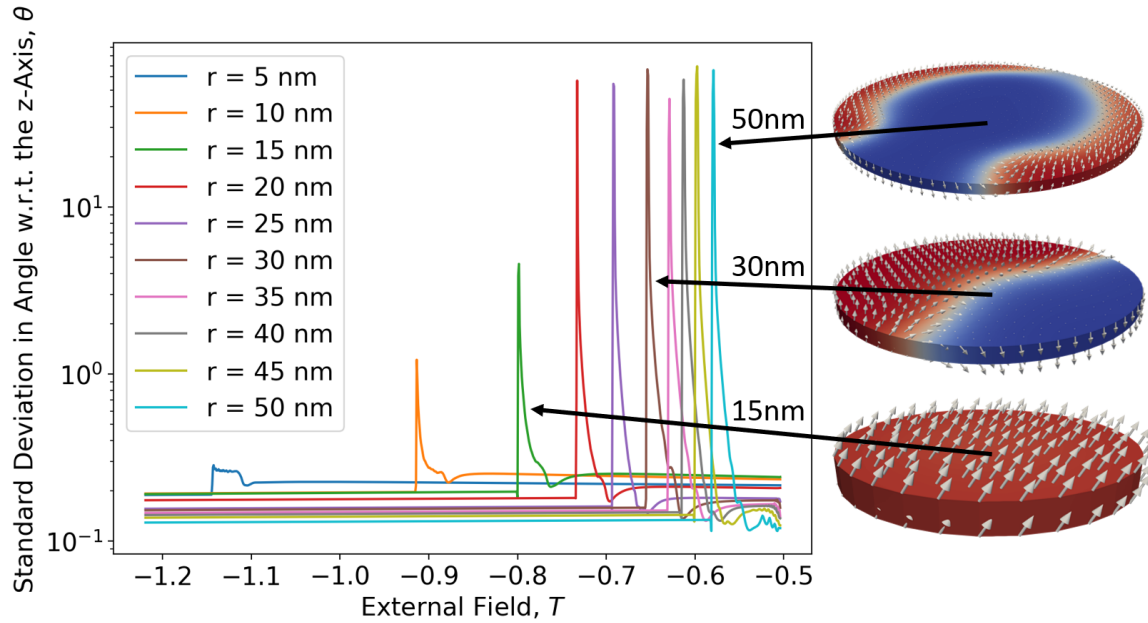 Standard Deviation in Angle w.r.t. the z-Axis, θ
10¹
10⁰
10⁻¹
r = 5 nm
r = 10 nm
r = 15 nm
r = 20 nm
r = 25 nm
r = 30 nm
r = 35 nm
r = 40 nm
r = 45 nm
r = 50 nm
50nm
30nm
15nm
−1.2 −1.1 −1.0 −0.9 −0.8 −0.7 −0.6 −0.5
External Field, T